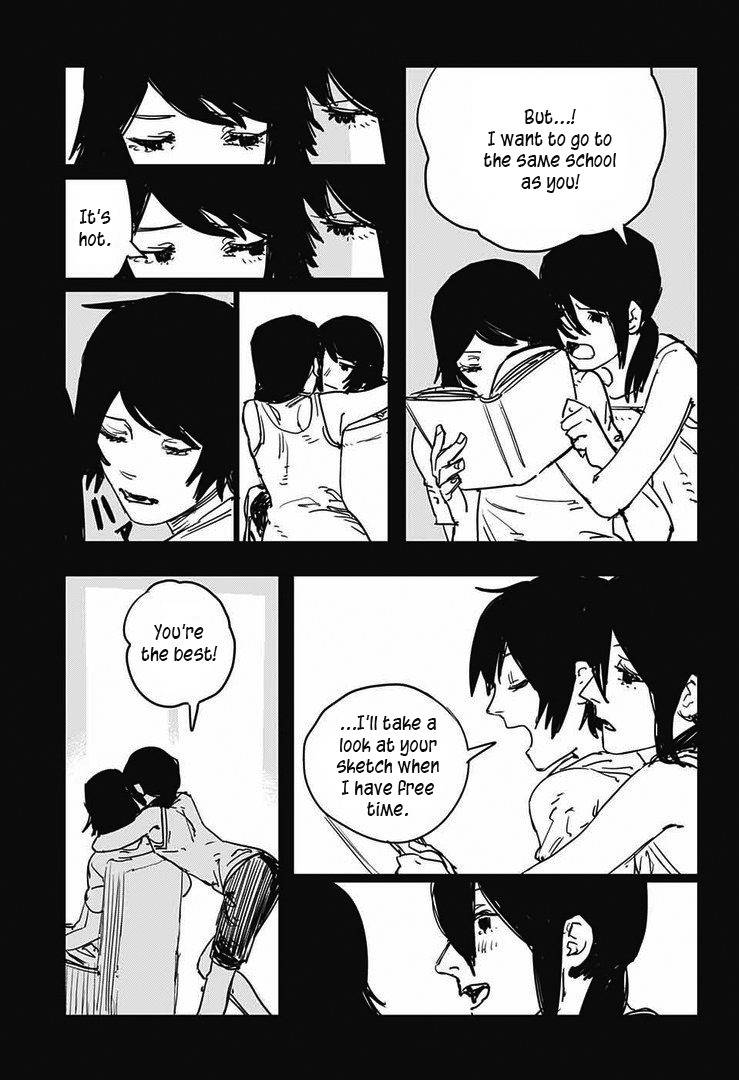 But...!
I want to go to
the same school
as you!
It's
hot.
...I'll take a
look at your
sketch when
I have free
time.
You're
the best!